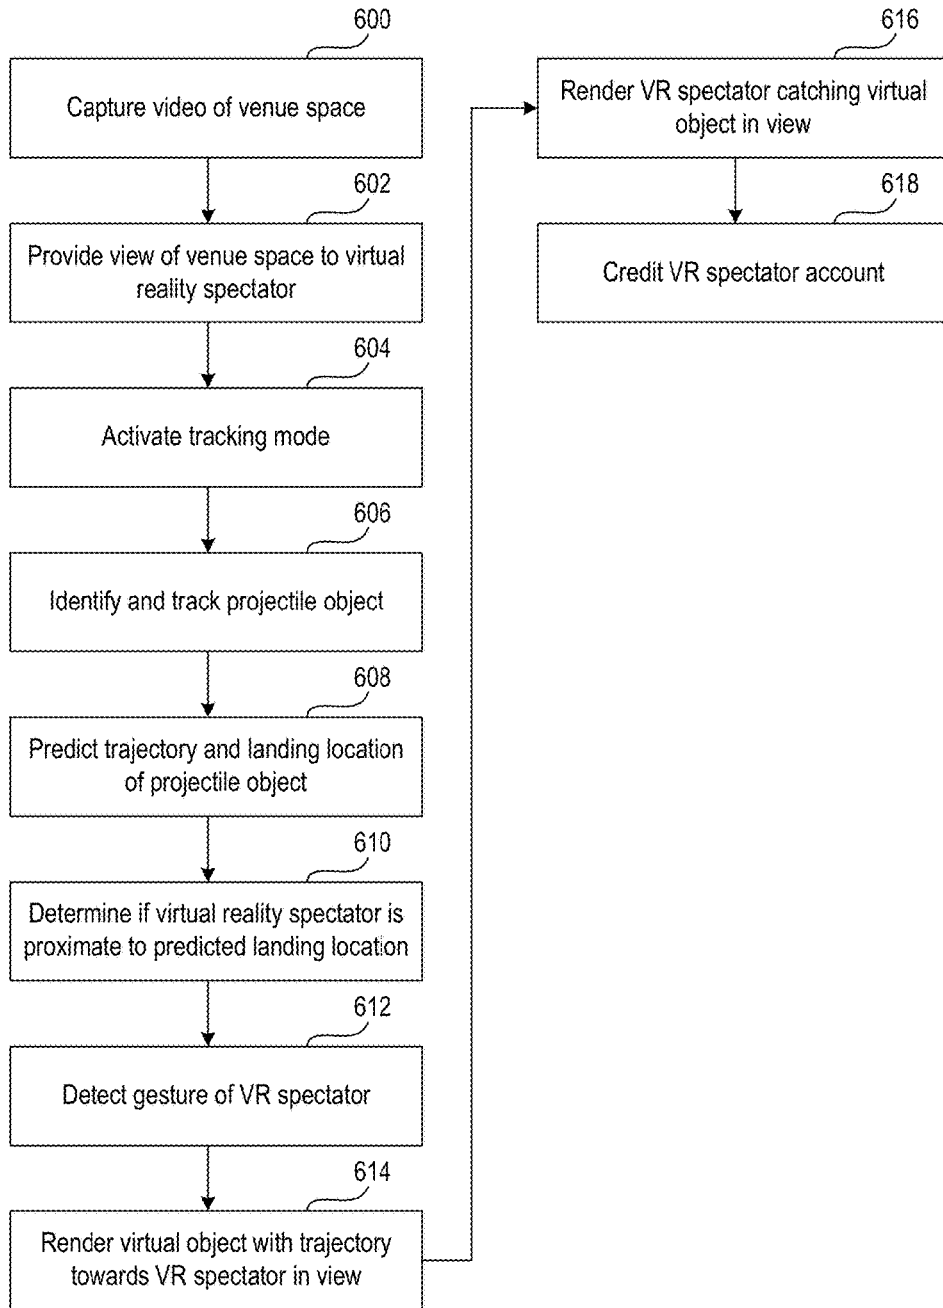 600
Capture video of venue space
602
Provide view of venue space to virtual
reality spectator
604
Activate tracking mode
606
Identify and track projectile object
608
Predict trajectory and landing location
of projectile object
610
Determine if virtual reality spectator is
proximate to predicted landing location
612
Detect gesture of VR spectator
614
Render virtual object with trajectory
towards VR spectator in view
616
Render VR spectator catching virtual
object in view
618
Credit VR spectator account